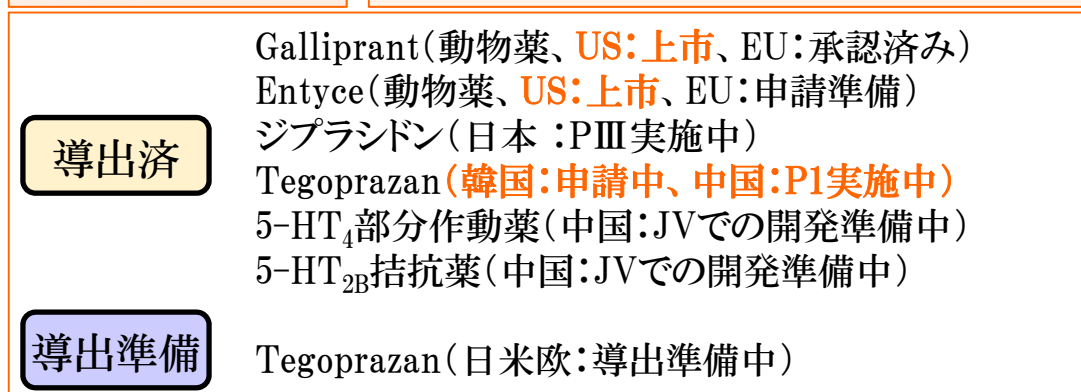 導出済
Galliprant(動物薬、US:上市、EU:承認済み)
Entyce(動物薬、US:上市、EU:申請準備)
ジプラシドン(日本 :PⅢ実施中)
Tegoprazan(韓国:申請中、中国:P1実施中)
5-HT₄部分作動薬(中国:JVでの開発準備中)
5-HT₂B拮抗薬(中国:JVでの開発準備中)
導出準備
Tegoprazan(日米欧:導出準備中)